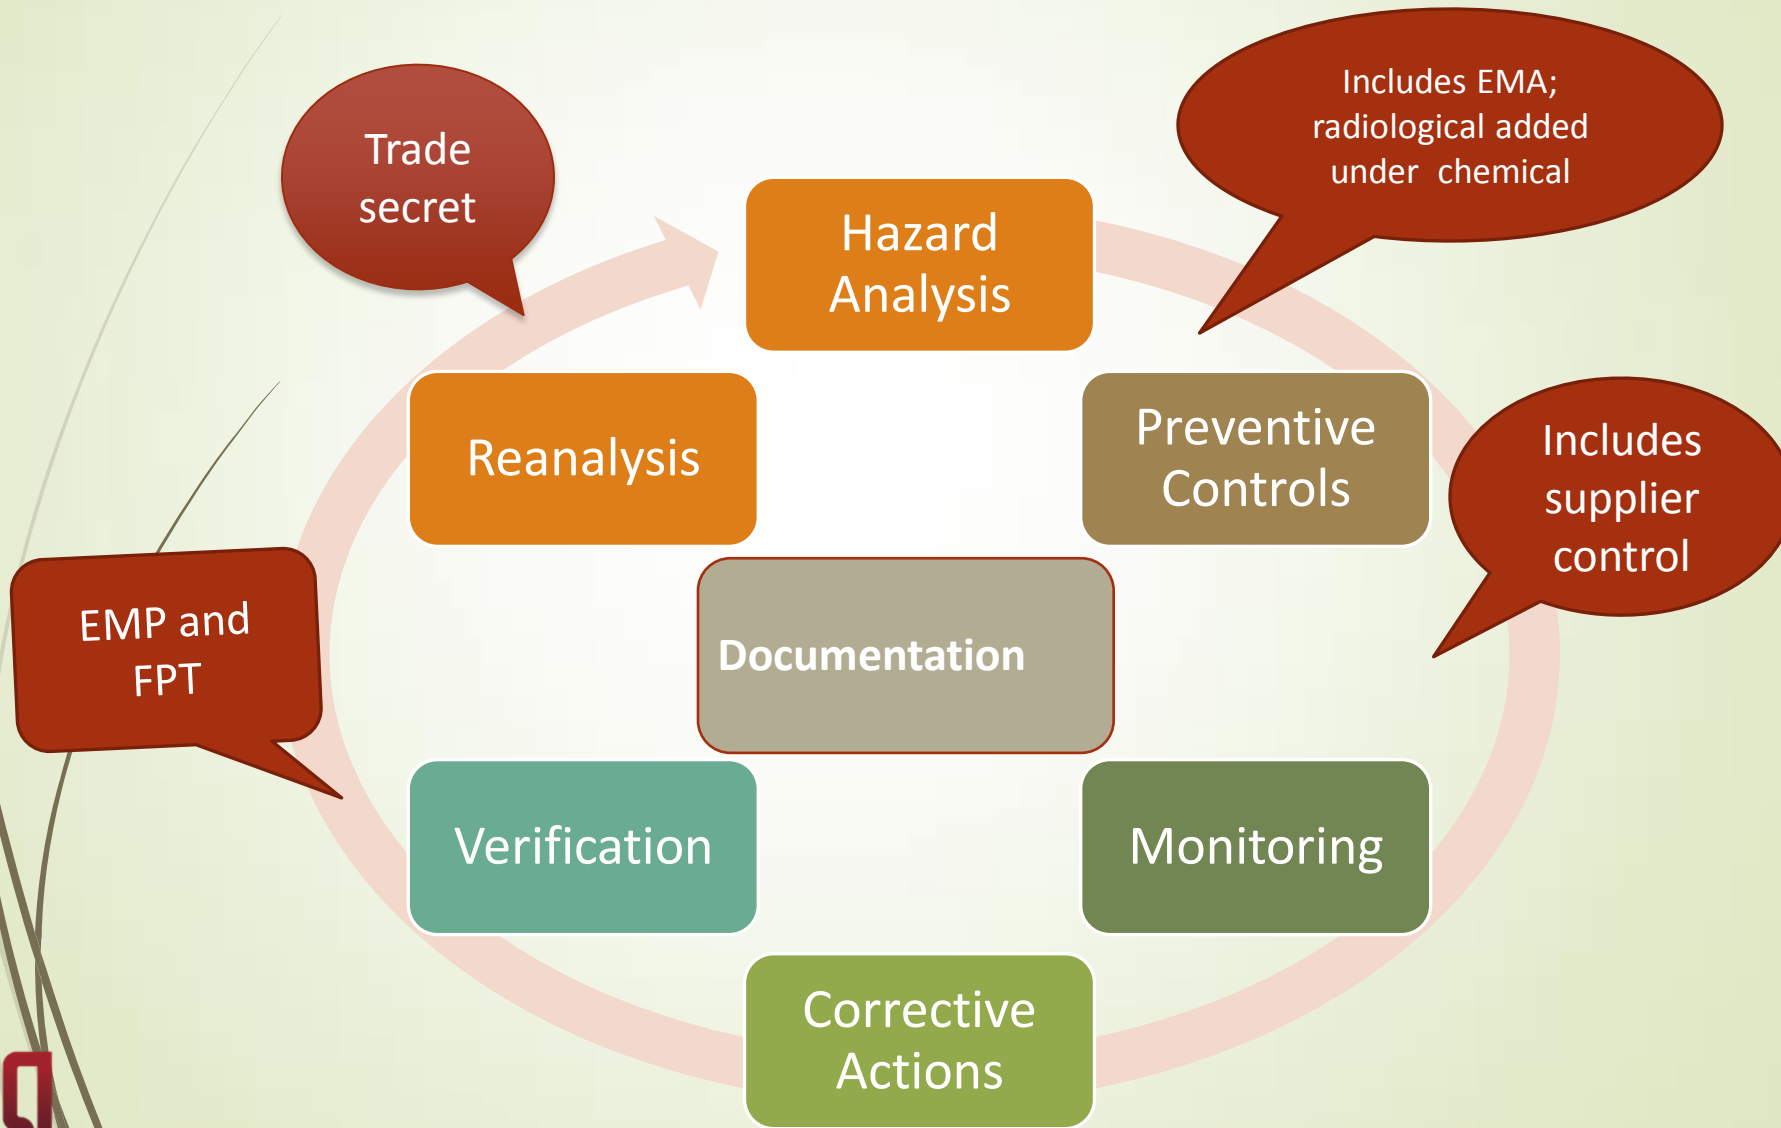 Includes EMA;
radiological added
under chemical
Trade
secret
Hazard
Analysis
Reanalysis
Preventive
Controls
Includes
supplier
control
EMP and
FPT
Documentation
Verification
Monitoring
Corrective
Actions